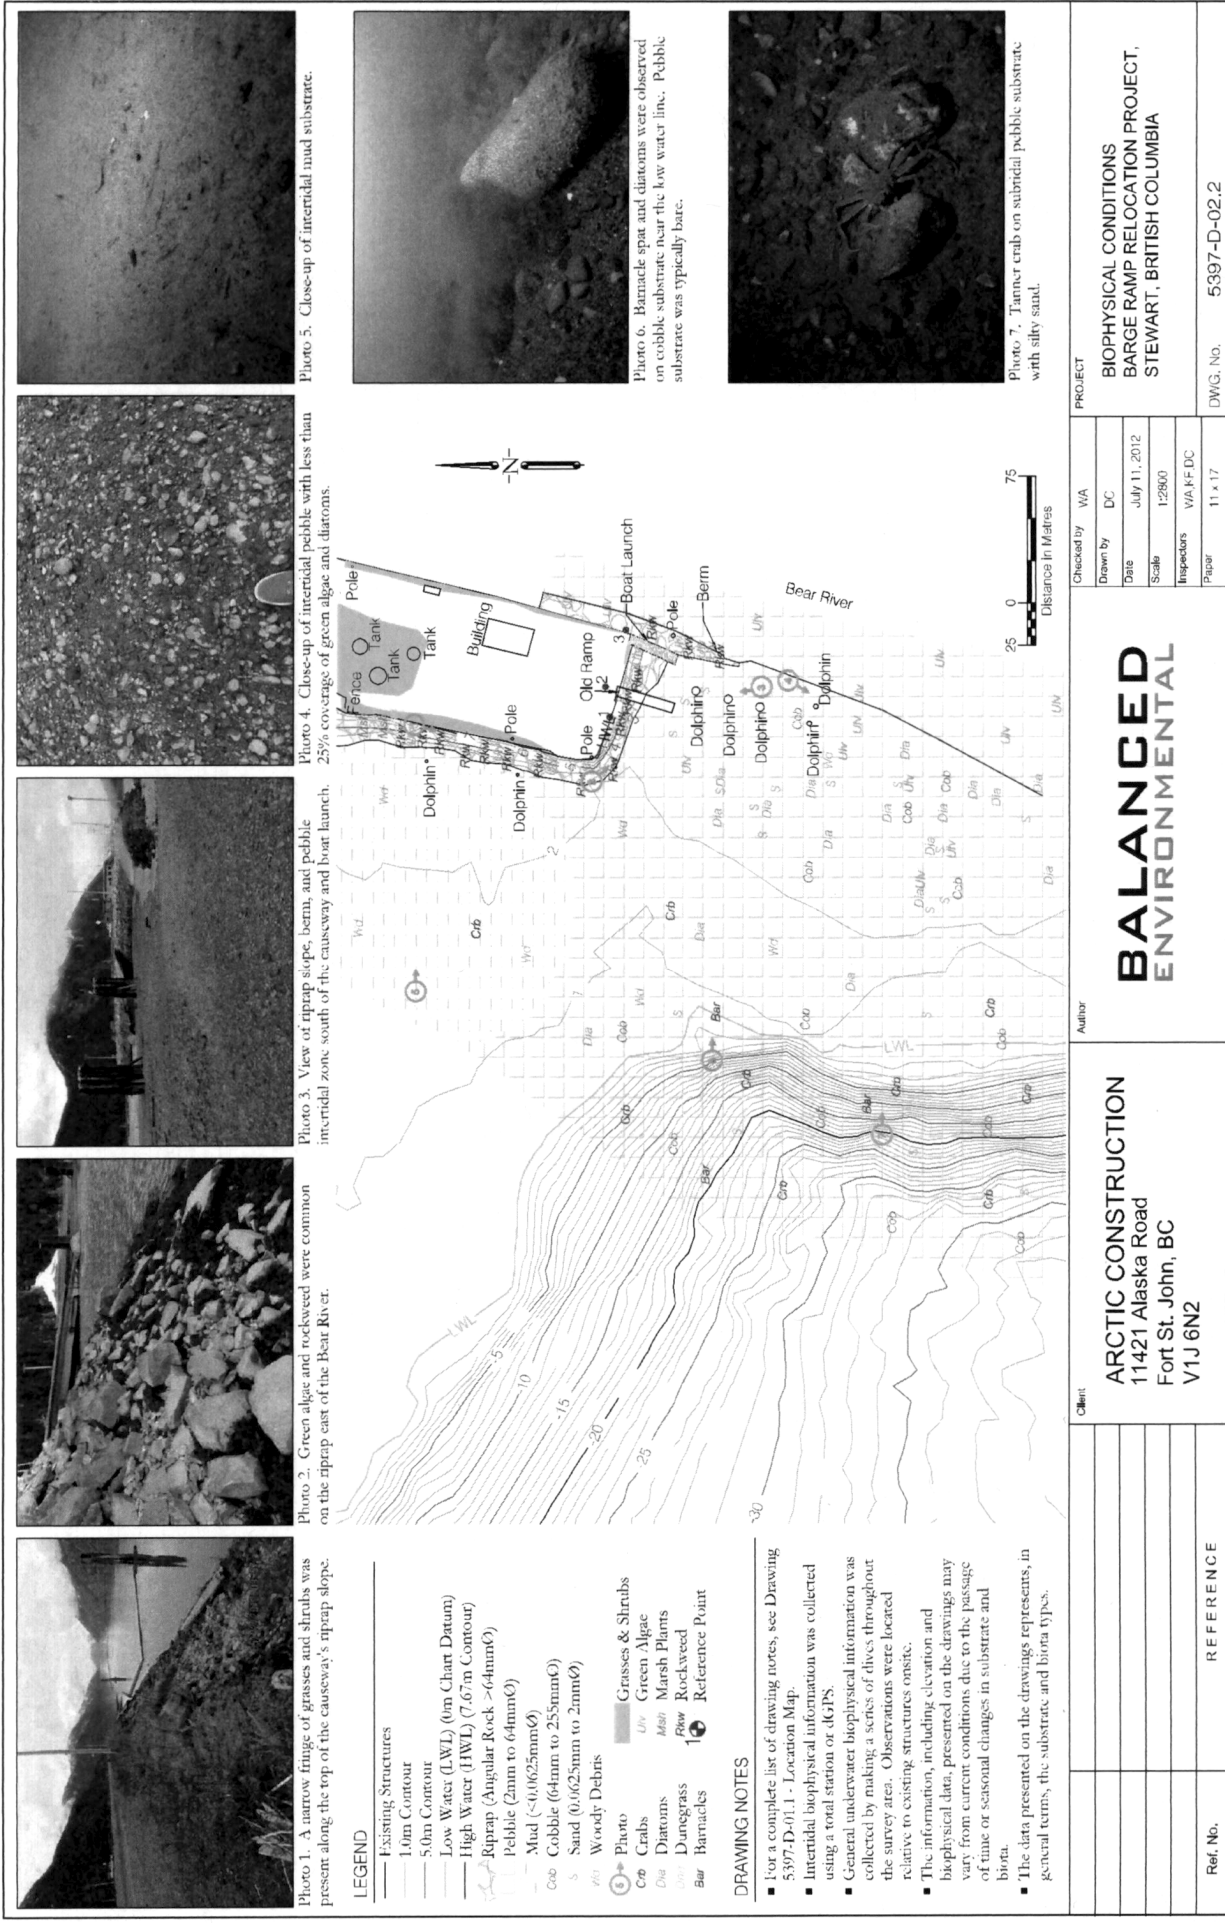 Photo 1. A narrow fringe of grasses and shrubs was
present along the top of the causeway's riprap slope.
Photo 2. Green algae and rockweed were common
on the riprap east of the Bear River.
Photo 3. View of riprap slope, berm, and pebble
intertidal zone south of the causeway and boat launch.
Photo 4. Close-up of intertidal pebble with less than
25% coverage of green algae and diatoms.
Photo 5. Close-up of intertidal mud substrate.
Photo 6. Barnacle spat and diatoms were observed
on cobble substrate near the low water line. Pebble
substrate was typically bare.
Photo 7. Tanner crab on subtidal pebble substrate
with silty sand.
LEGEND
Existing Structures
1.0m Contour
5.0m Contour
Low Water (LWL) (0m Chart Datum)
High Water (HWL) (7.67m Contour)
Riprap (Angular Rock >64mmØ)
Pebble (2mm to 64mmØ)
Mud (<0.0625mmØ)
Cob Cobble (64mm to 255mmØ)
S Sand (0.0625mm to 2mmØ)
Wd Woody Debris
6 Photo
Crb Crabs
Dia Diatoms
Dunegrass
Bar Barnacles
Grasses & Shrubs
Ulv Green Algae
Msh Marsh Plants
Rkw Rockweed
1 Reference Point
DRAWING NOTES
■ For a complete list of drawing notes, see Drawing
5397-D-01.1 - Location Map.
■ Intertidal biophysical information was collected
using a total station or dGPS.
■ General underwater biophysical information was
collected by making a series of dives throughout
the survey area. Observations were located
relative to existing structures onsite.
■ The information, including elevation and
biophysical data, presented on the drawings may
vary from current conditions due to the passage
of time or seasonal changes in substrate and
biota.
■ The data presented on the drawings represents, in
general terms, the substrate and biota types.
Fence
Tank
Tank
Tank
Pole
Building
Pole
Dolphin
Dolphin
Pole
Old Ramp
2
3
Boat Launch
Pole
Berm
Bear River
Dolphin
Dolphin
Dolphin
Dolphin
Dolphin
-N-
25 0 75
Distance in Metres
LWL
LWL
2
1
-5
-10
-15
-20
-25
-30
Client
ARCTIC CONSTRUCTION
11421 Alaska Road
Fort St. John, BC
V1J 6N2
Author
BALANCED
ENVIRONMENTAL
Checked by WA
Drawn by DC
Date July 11, 2012
Scale 1:2800
Inspectors WA,KF,DC
Paper 11 x 17
PROJECT
BIOPHYSICAL CONDITIONS
BARGE RAMP RELOCATION PROJECT,
STEWART, BRITISH COLUMBIA
DWG. No. 5397-D-02.2
Ref. No. REFERENCE